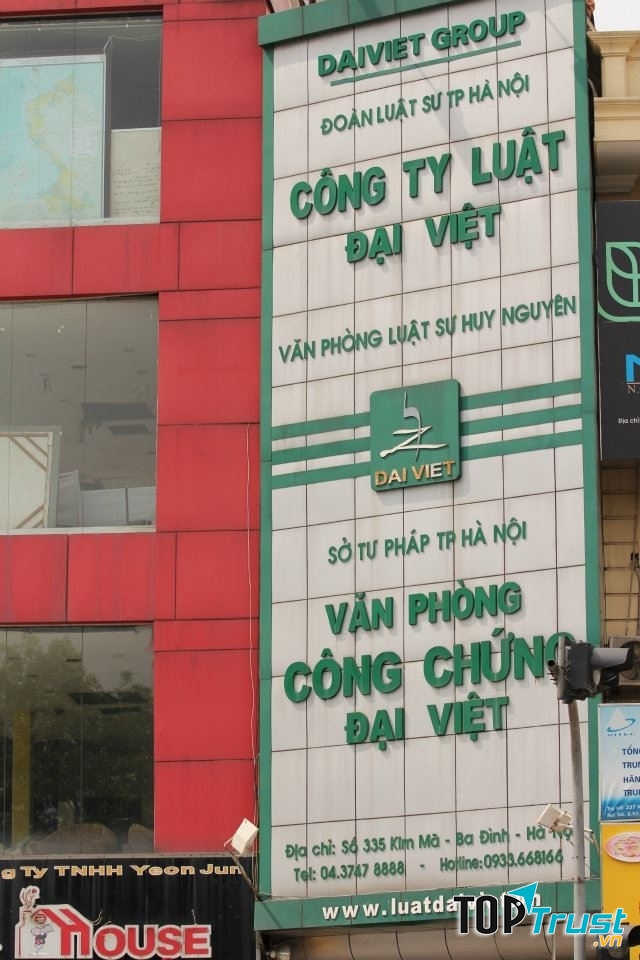 DAIVIET GROUP
ĐOÀN LUẬT SƯ TP HÀ NỘI
CÔNG TY LUẬT
ĐẠI VIỆT
VĂN PHÒNG LUẬT SƯ HUY NGUYÊN
DAI VIET
SỞ TƯ PHÁP TP HÀ NỘI
VĂN PHÒNG
CÔNG CHỨNG
ĐẠI VIỆT
Địa chỉ: Số 335 Kim Mã - Ba Đình - Hà Nội
Tel: 04.3747 8888 - Hotline: 0933.668166
Ty TNHH Yeon Jun
HOUSE
TOPTrust
.vn
Địa chỉ:
VITEC